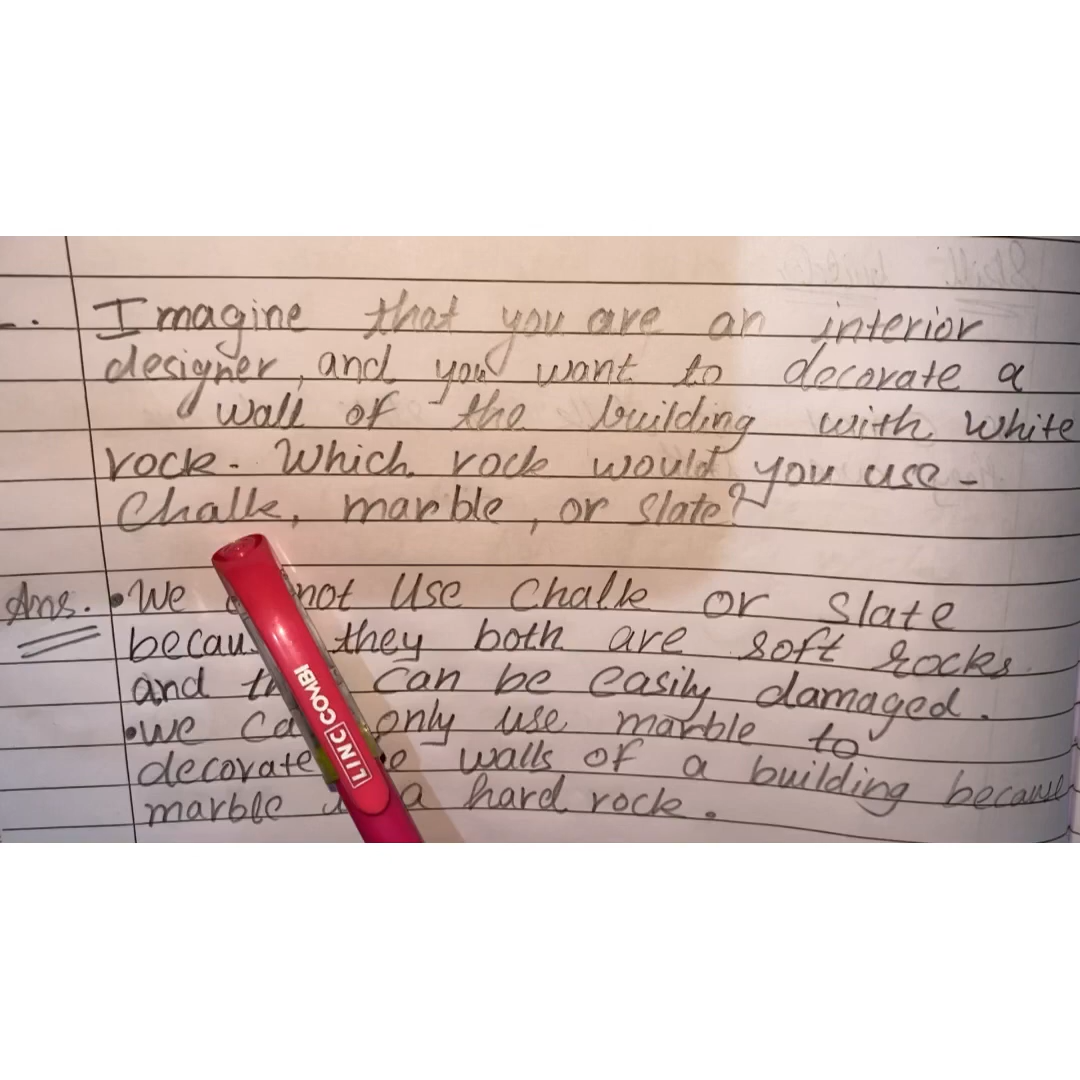 Imagine that you are an interior
designer, and you want to decorate a
wall of the building with white
rock. Which rock would you use -
Chalk, marble, or Slate?
Ans. • We not Use Chalk or Slate
they both are soft rocks
and can be easily damaged.
• We only use marble to
decorate walls of a building because
marble a hard rock.
LINC COMBI